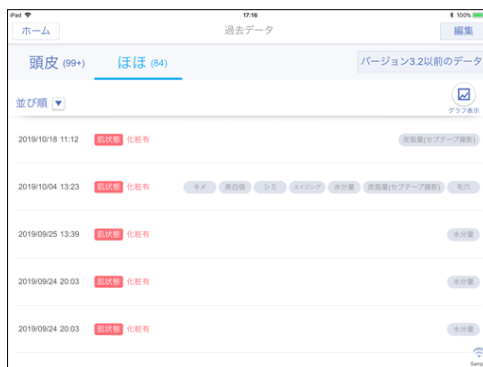 iPad 17:16 100%
ホーム 過去データ 編集
頭皮 (99+) ほほ (84) バージョン3.2以前のデータ
並び順 グラフ表示
2019/10/18 11:12 肌状態 化粧有 皮脂量(セブテープ撮影)
2019/10/04 13:23 肌状態 化粧有 キメ 美白値 シミ エイジング 水分量 皮脂量(セブテープ撮影) 毛穴
2019/09/25 13:39 肌状態 化粧有 水分量
2019/09/24 20:03 肌状態 化粧有 水分量
2019/09/24 20:03 肌状態 化粧有 水分量